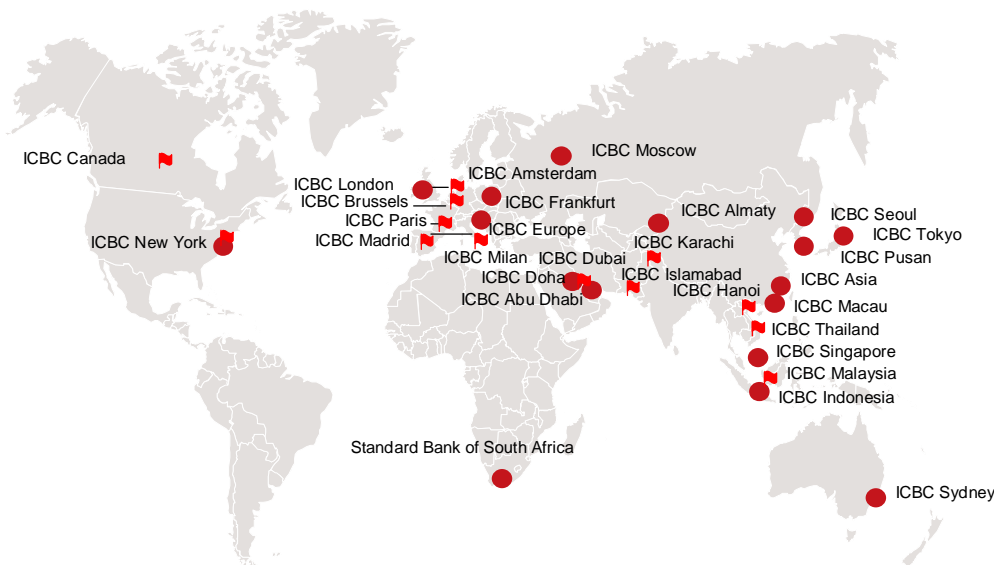 ICBC Moscow
ICBC Canada
ICBC Amsterdam
ICBC London
ICBC Brussels
ICBC Frankfurt
ICBC Almaty
ICBC Seoul
ICBC Paris
ICBC Europe
ICBC Tokyo
ICBC New York
ICBC Madrid
ICBC Karachi
ICBC Milan
ICBC Dubai
ICBC Pusan
ICBC Doha
ICBC Islamabad
ICBC Asia
ICBC Abu Dhabi
ICBC Hanoi
ICBC Macau
ICBC Thailand
ICBC Singapore
ICBC Malaysia
ICBC Indonesia
Standard Bank of South Africa
ICBC Sydney